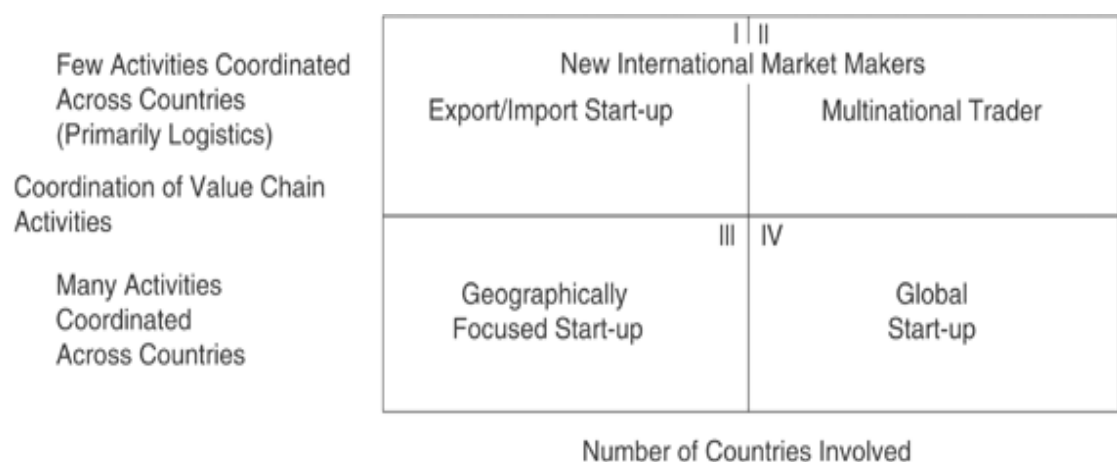 I II
Few Activities Coordinated
Across Countries
(Primarily Logistics)
New International Market Makers
Export/Import Start-up
Multinational Trader
Coordination of Value Chain
Activities
III IV
Many Activities
Coordinated
Across Countries
Geographically
Focused Start-up
Global
Start-up
Number of Countries Involved